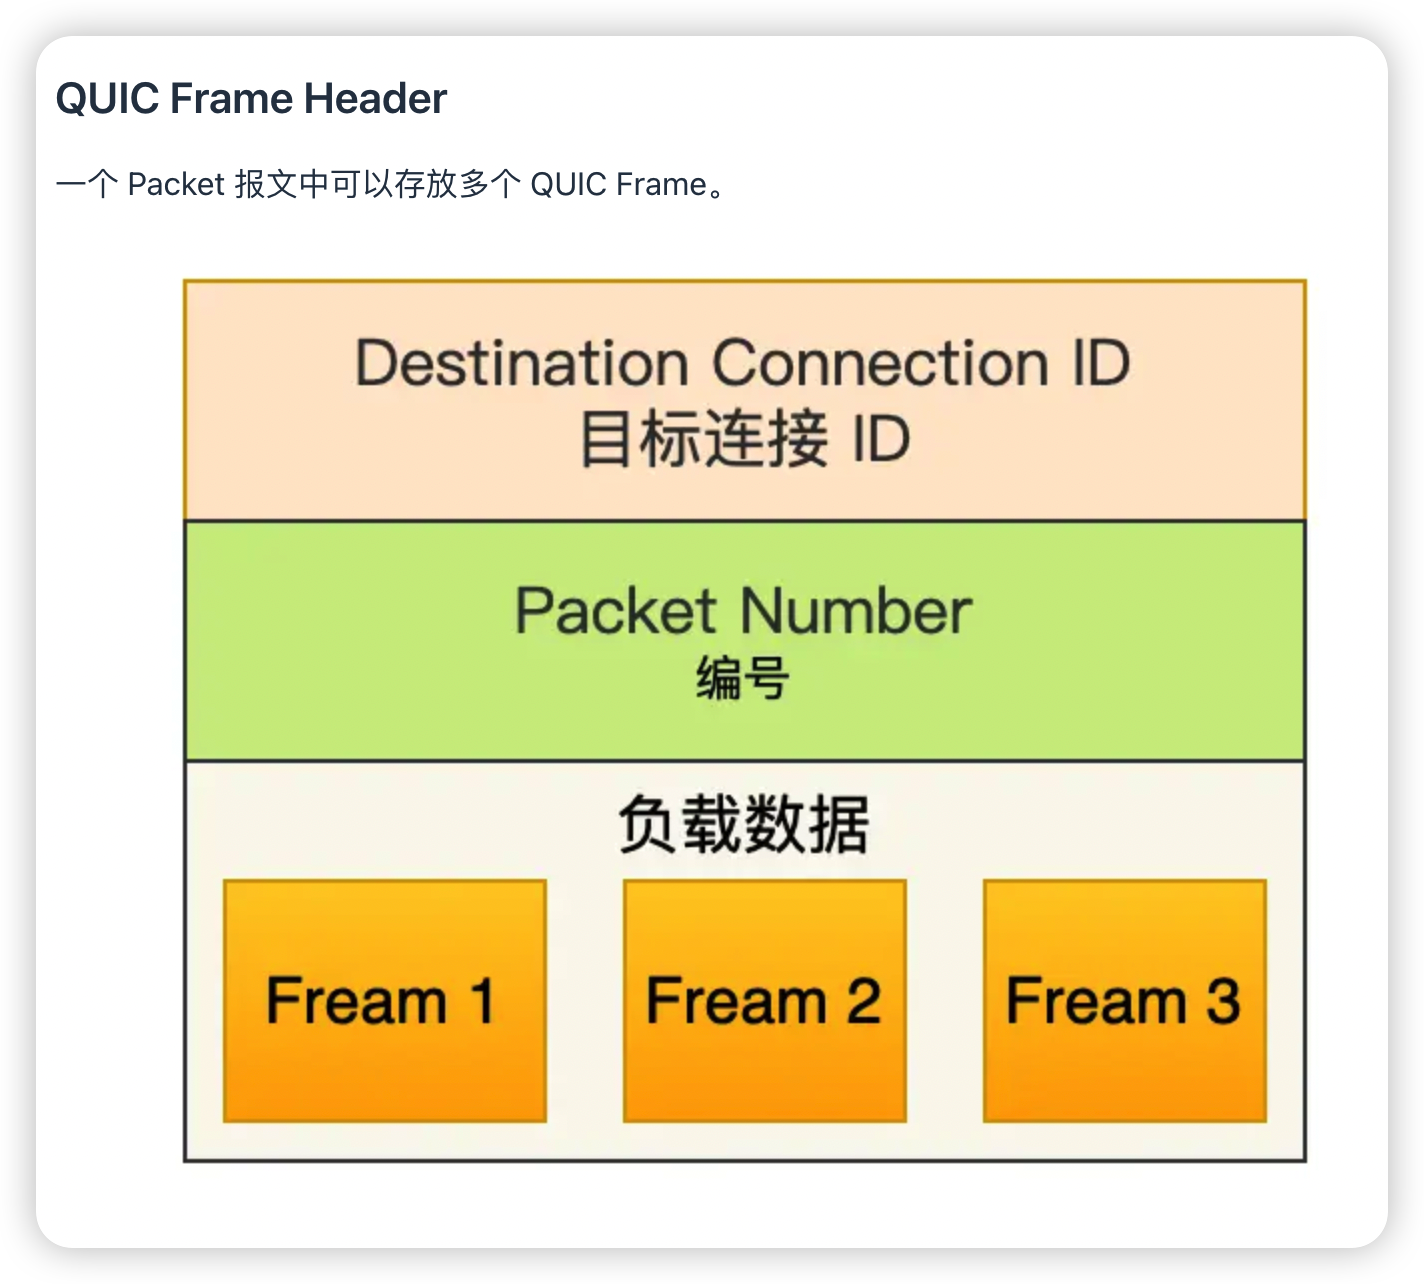 QUIC Frame Header
一个 Packet 报文中可以存放多个 QUIC Frame。
Destination Connection ID
目标连接 ID
Packet Number
编号
负载数据
Fream 1
Fream 2
Fream 3